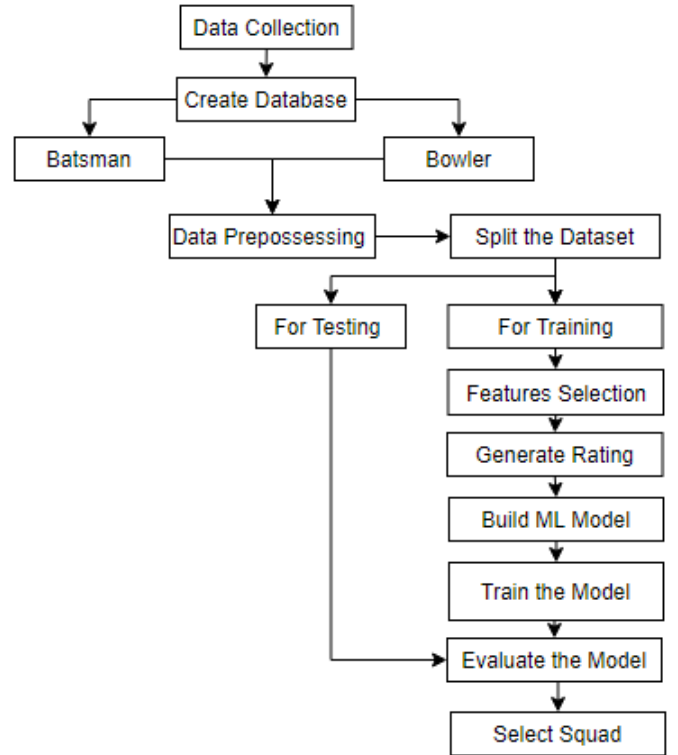 Data Collection
Create Database
Batsman
Bowler
Data Prepossessing
Split the Dataset
For Testing
For Training
Features Selection
Generate Rating
Build ML Model
Train the Model
Evaluate the Model
Select Squad